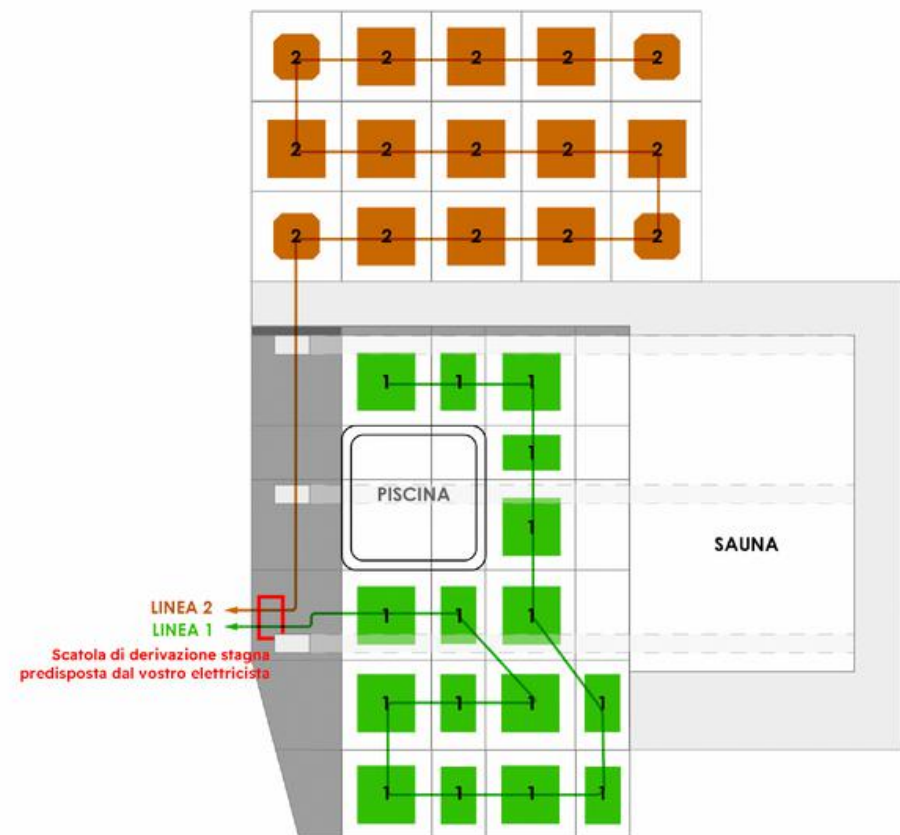 2 2 2 2 2
2 2 2 2 2
2 2 2 2 2
1 1 1
1
PISCINA
1
SAUNA
LINEA 2
LINEA 1
1 1 1
Scatola di derivazione stagna
predisposta dal vostro elettricista
1 1 1 1
1 1 1 1